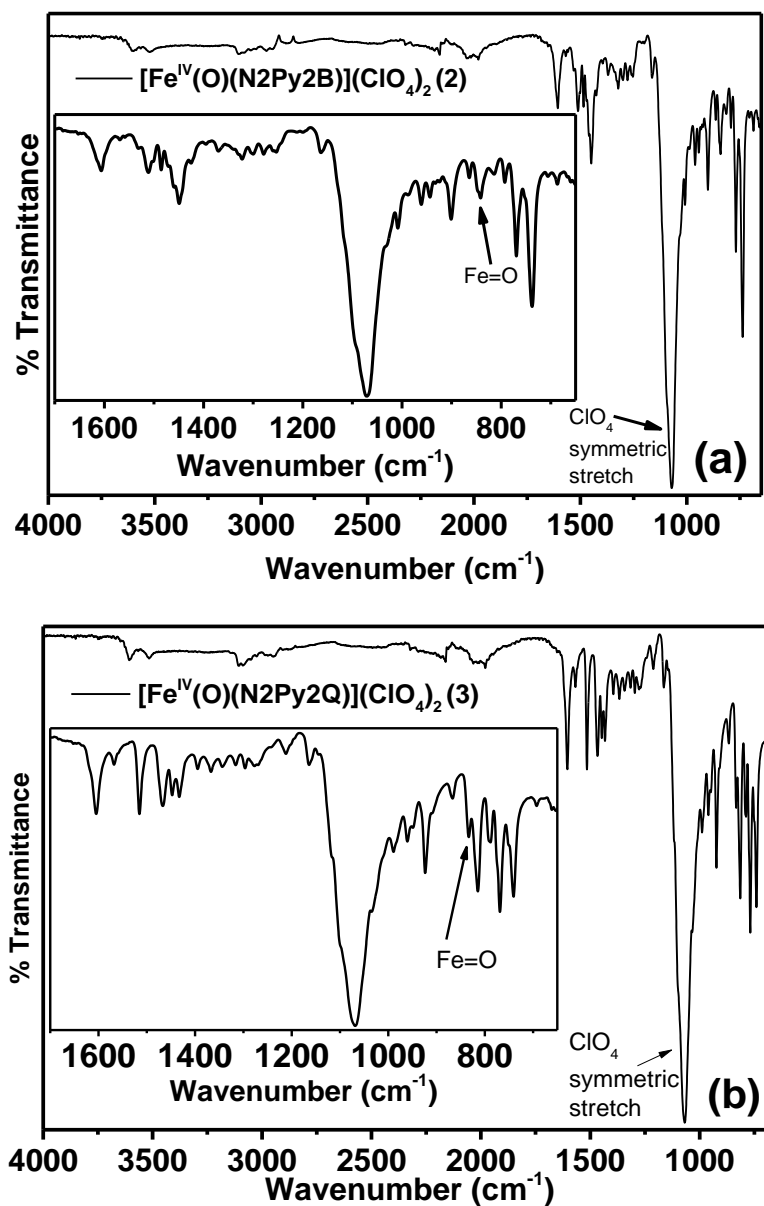 [Fe^IV(O)(N2Py2B)](ClO₄)₂ (2)
% Transmittance
Fe=O
1600 1400 1200 1000 800
Wavenumber (cm⁻¹)
ClO₄
symmetric
stretch
(a)
4000 3500 3000 2500 2000 1500 1000
Wavenumber (cm⁻¹)
[Fe^IV(O)(N2Py2Q)](ClO₄)₂ (3)
% Transmittance
Fe=O
1600 1400 1200 1000 800
Wavenumber (cm⁻¹)
ClO₄
symmetric
stretch
(b)
4000 3500 3000 2500 2000 1500 1000
Wavenumber (cm⁻¹)